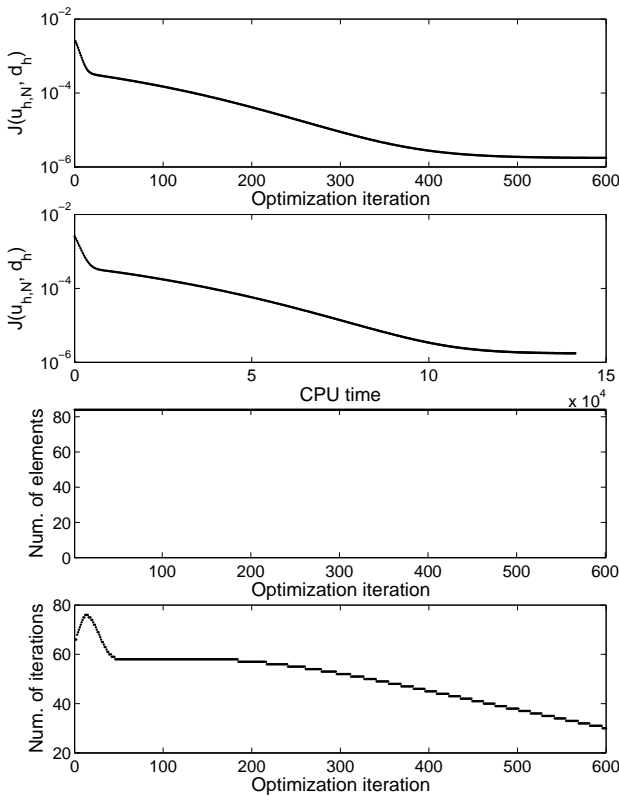 10^-2
10^-4
10^-6
J(u_h,N, d_h)
0 100 200 300 400 500 600
Optimization iteration
10^-2
10^-4
10^-6
J(u_h,N, d_h)
0 5 10 15
CPU time
x 10^4
80
60
40
20
0
Num. of elements
100 200 300 400 500 600
Optimization iteration
80
60
40
20
Num. of iterations
0 100 200 300 400 500 600
Optimization iteration